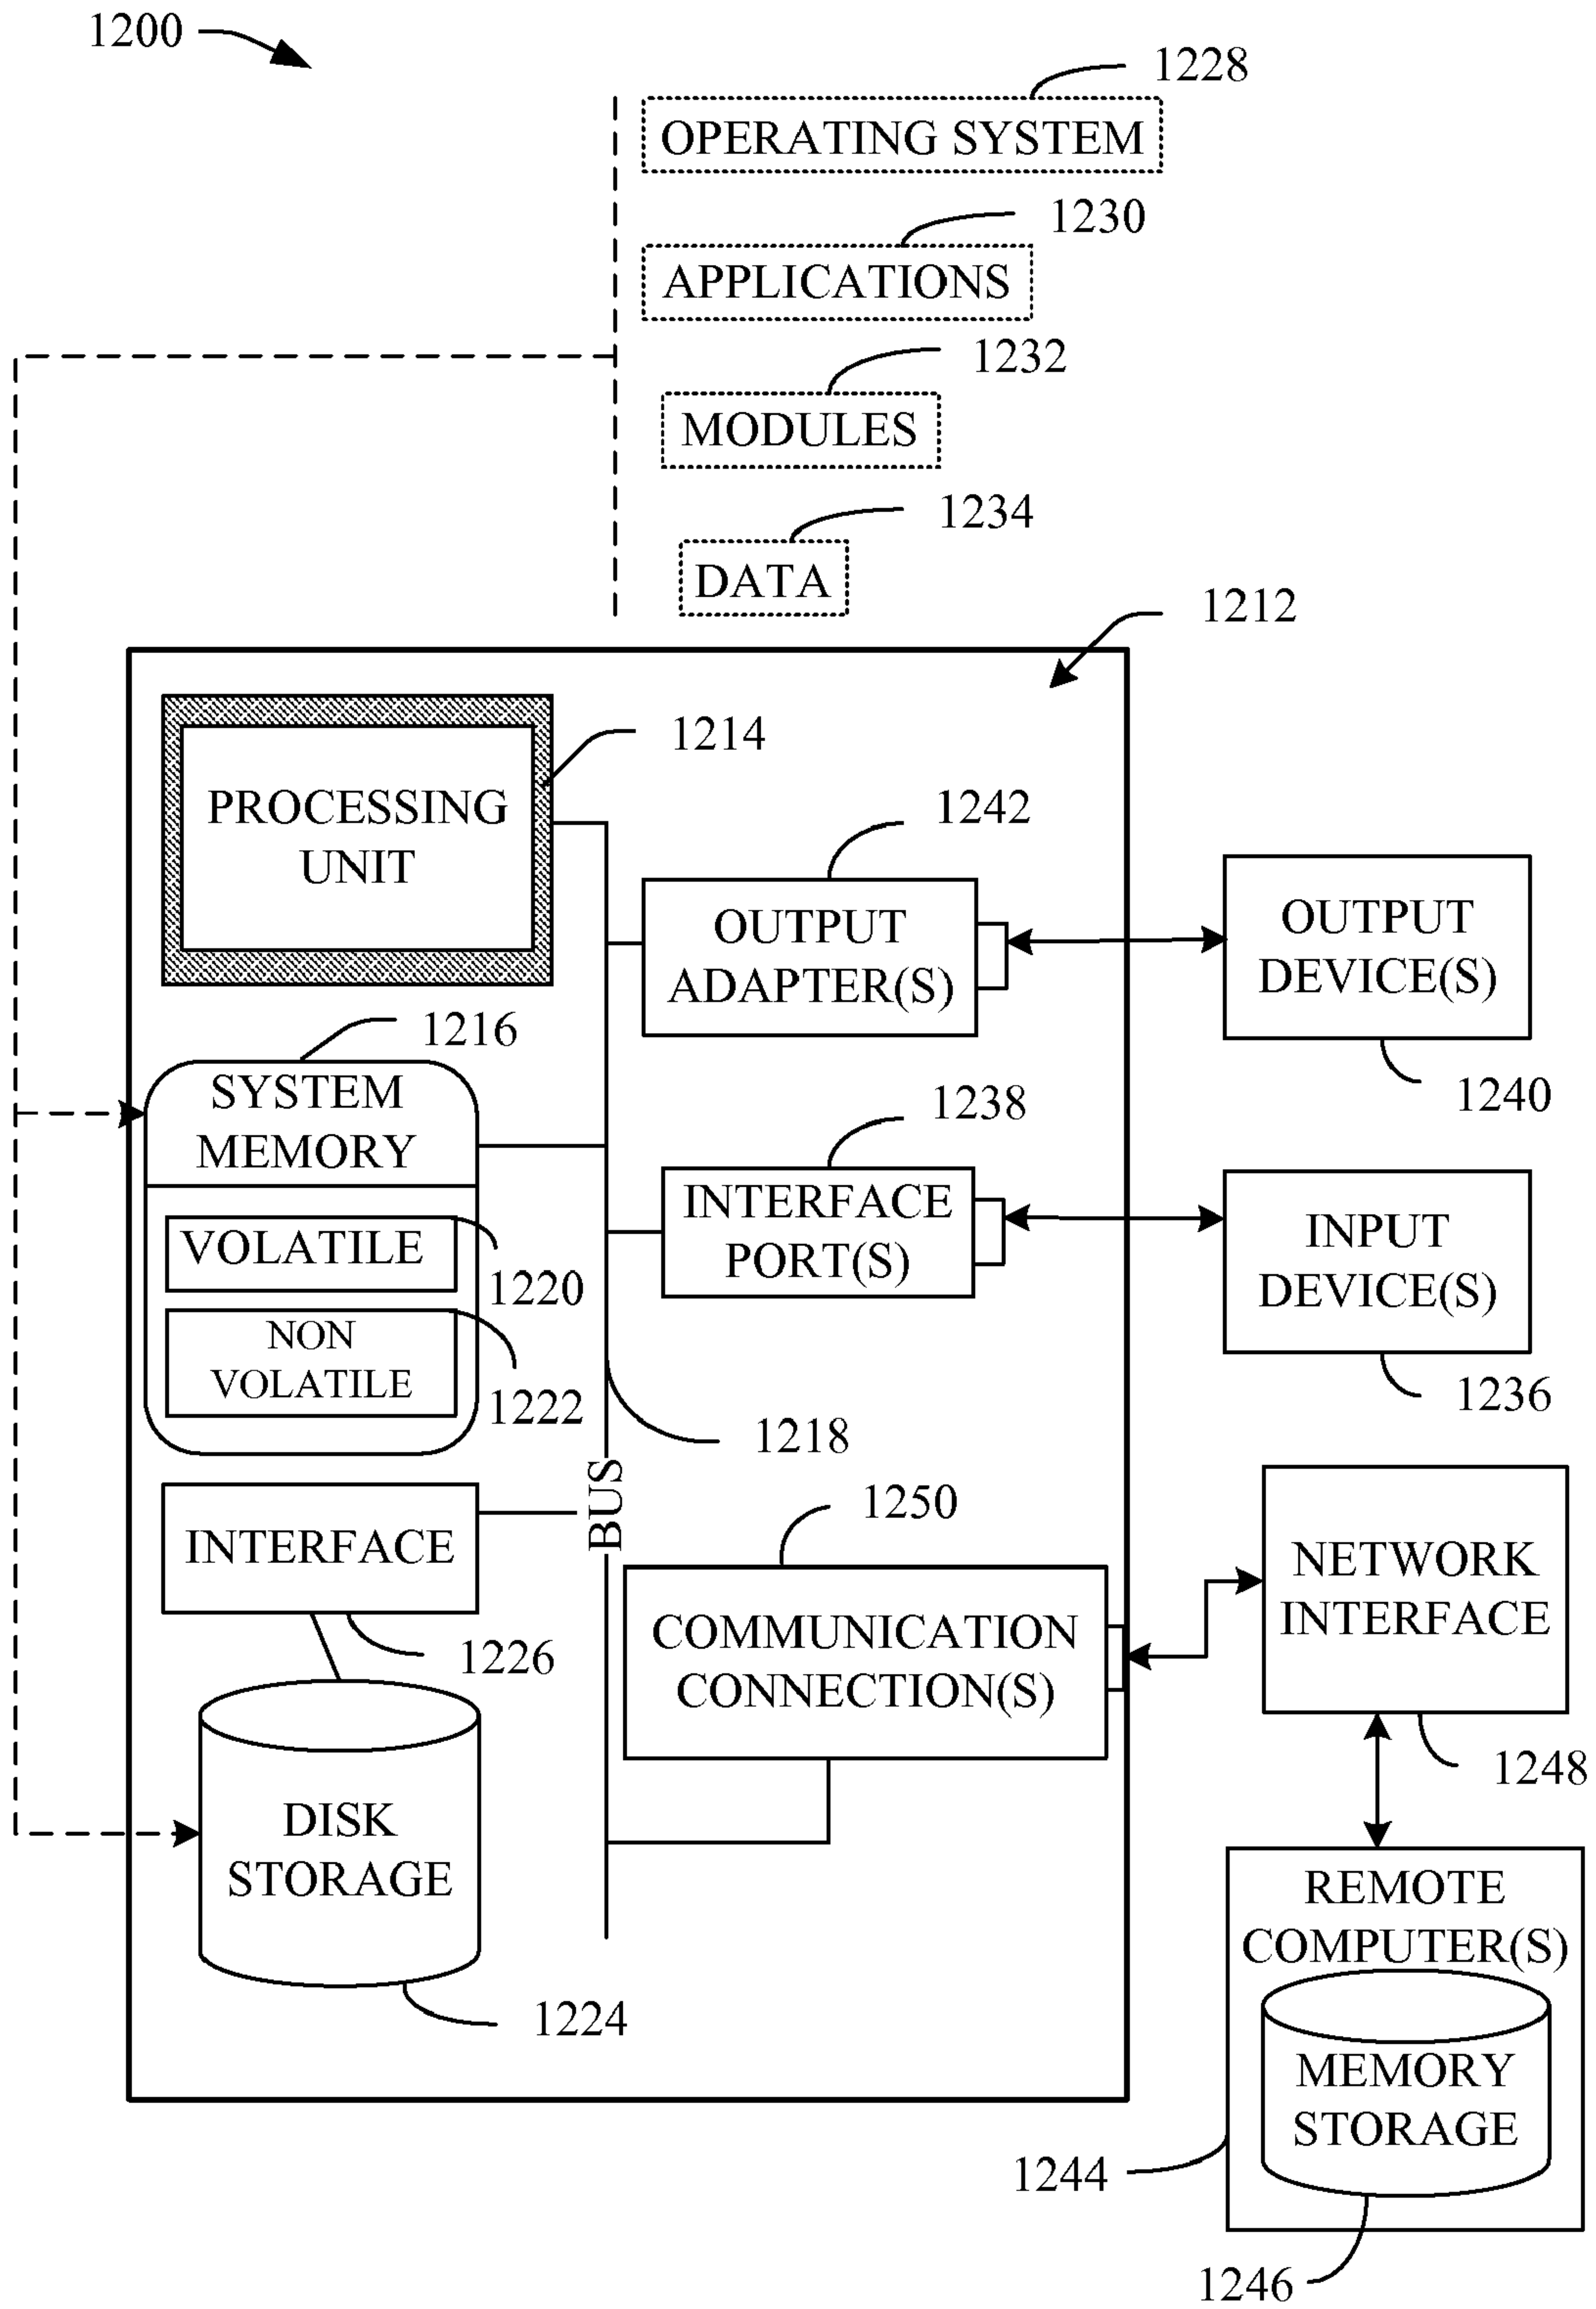 1200
1228
OPERATING SYSTEM
1230
APPLICATIONS
1232
MODULES
1234
DATA
1212
1214
PROCESSING
UNIT
1242
OUTPUT
ADAPTER(S)
OUTPUT
DEVICE(S)
1240
1216
SYSTEM
MEMORY
VOLATILE
1220
NON
VOLATILE
1222
1238
INTERFACE
PORT(S)
INPUT
DEVICE(S)
1236
1218
BUS
INTERFACE
1226
1250
COMMUNICATION
CONNECTION(S)
NETWORK
INTERFACE
1248
DISK
STORAGE
1224
REMOTE
COMPUTER(S)
MEMORY
STORAGE
1244
1246